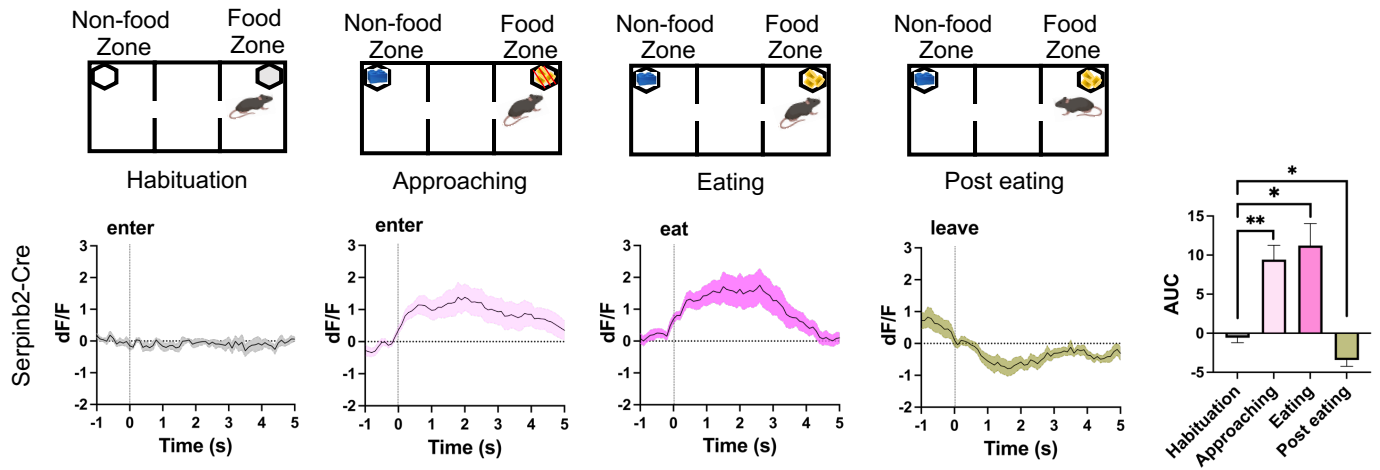 Non-food Zone
Food Zone
Non-food Zone
Food Zone
Non-food Zone
Food Zone
Non-food Zone
Food Zone
Habituation
Approaching
Eating
Post eating
Serpinb2-Cre
enter
dF/F
3
2
1
0
-1
-2
-1 0 1 2 3 4 5
Time (s)
enter
dF/F
3
2
1
0
-1
-2
-1 0 1 2 3 4 5
Time (s)
eat
dF/F
3
2
1
0
-1
-2
-1 0 1 2 3 4 5
Time (s)
leave
dF/F
3
2
1
0
-1
-2
-1 0 1 2 3 4 5
Time (s)
*
*
**
AUC
15
10
5
0
-5
Habituation
Approaching
Eating
Post eating